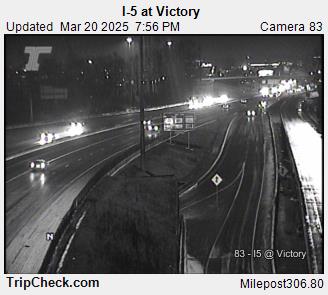 I-5 at Victory
Updated Mar 20 2025 7:56 PM Camera 83
T
N
83 - I5 @ Victory
TripCheck.com Milepost306.80